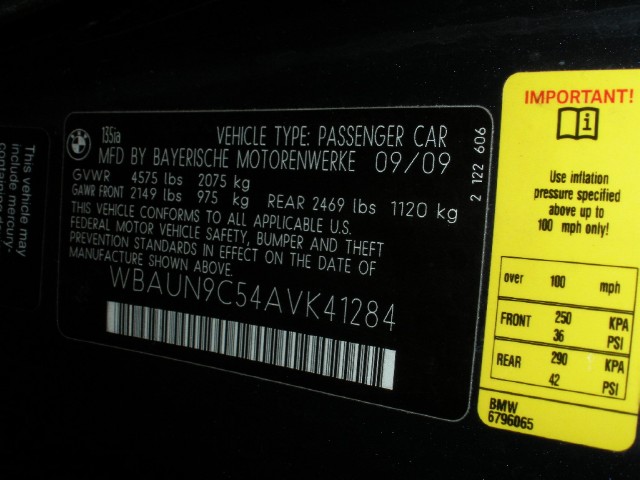 This vehicle may
include mercury-
BMW
135ia
VEHICLE TYPE: PASSENGER CAR
MFD BY BAYERISCHE MOTORENWERKE 09/09
GVWR 4575 lbs 2075 kg
GAWR FRONT 2149 lbs 975 kg REAR 2469 lbs 1120 kg
THIS VEHICLE CONFORMS TO ALL APPLICABLE U.S.
FEDERAL MOTOR VEHICLE SAFETY, BUMPER AND THEFT
PREVENTION STANDARDS IN EFFECT ON THE DATE OF
MANUFACTURE SHOWN ABOVE.
WBAUN9C54AVK41284
2 122 606
IMPORTANT!
i
Use inflation
pressure specified
above up to
100 mph only!
over 100 mph
FRONT 250 KPA
36 PSI
REAR 290 KPA
42 PSI
BMW
6796065